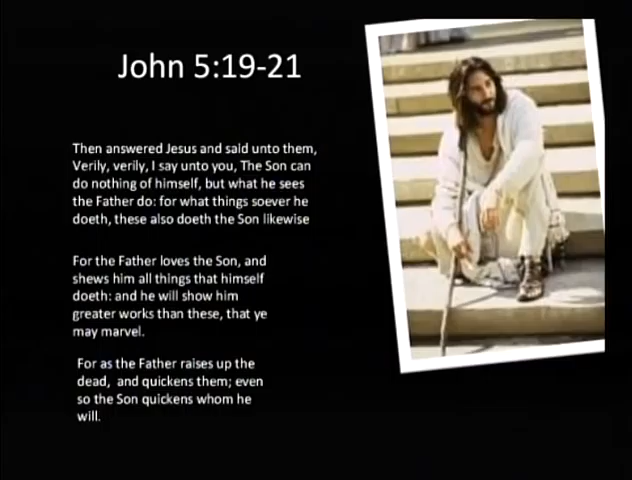 John 5:19-21
Then answered Jesus and said unto them,
Verily, verily, I say unto you, The Son can
do nothing of himself, but what he sees
the Father do: for what things soever he
doeth, these also doeth the Son likewise
For the Father loves the Son, and
shews him all things that himself
doeth: and he will show him
greater works than these, that ye
may marvel.
For as the Father raises up the
dead, and quickens them; even
so the Son quickens whom he
will.